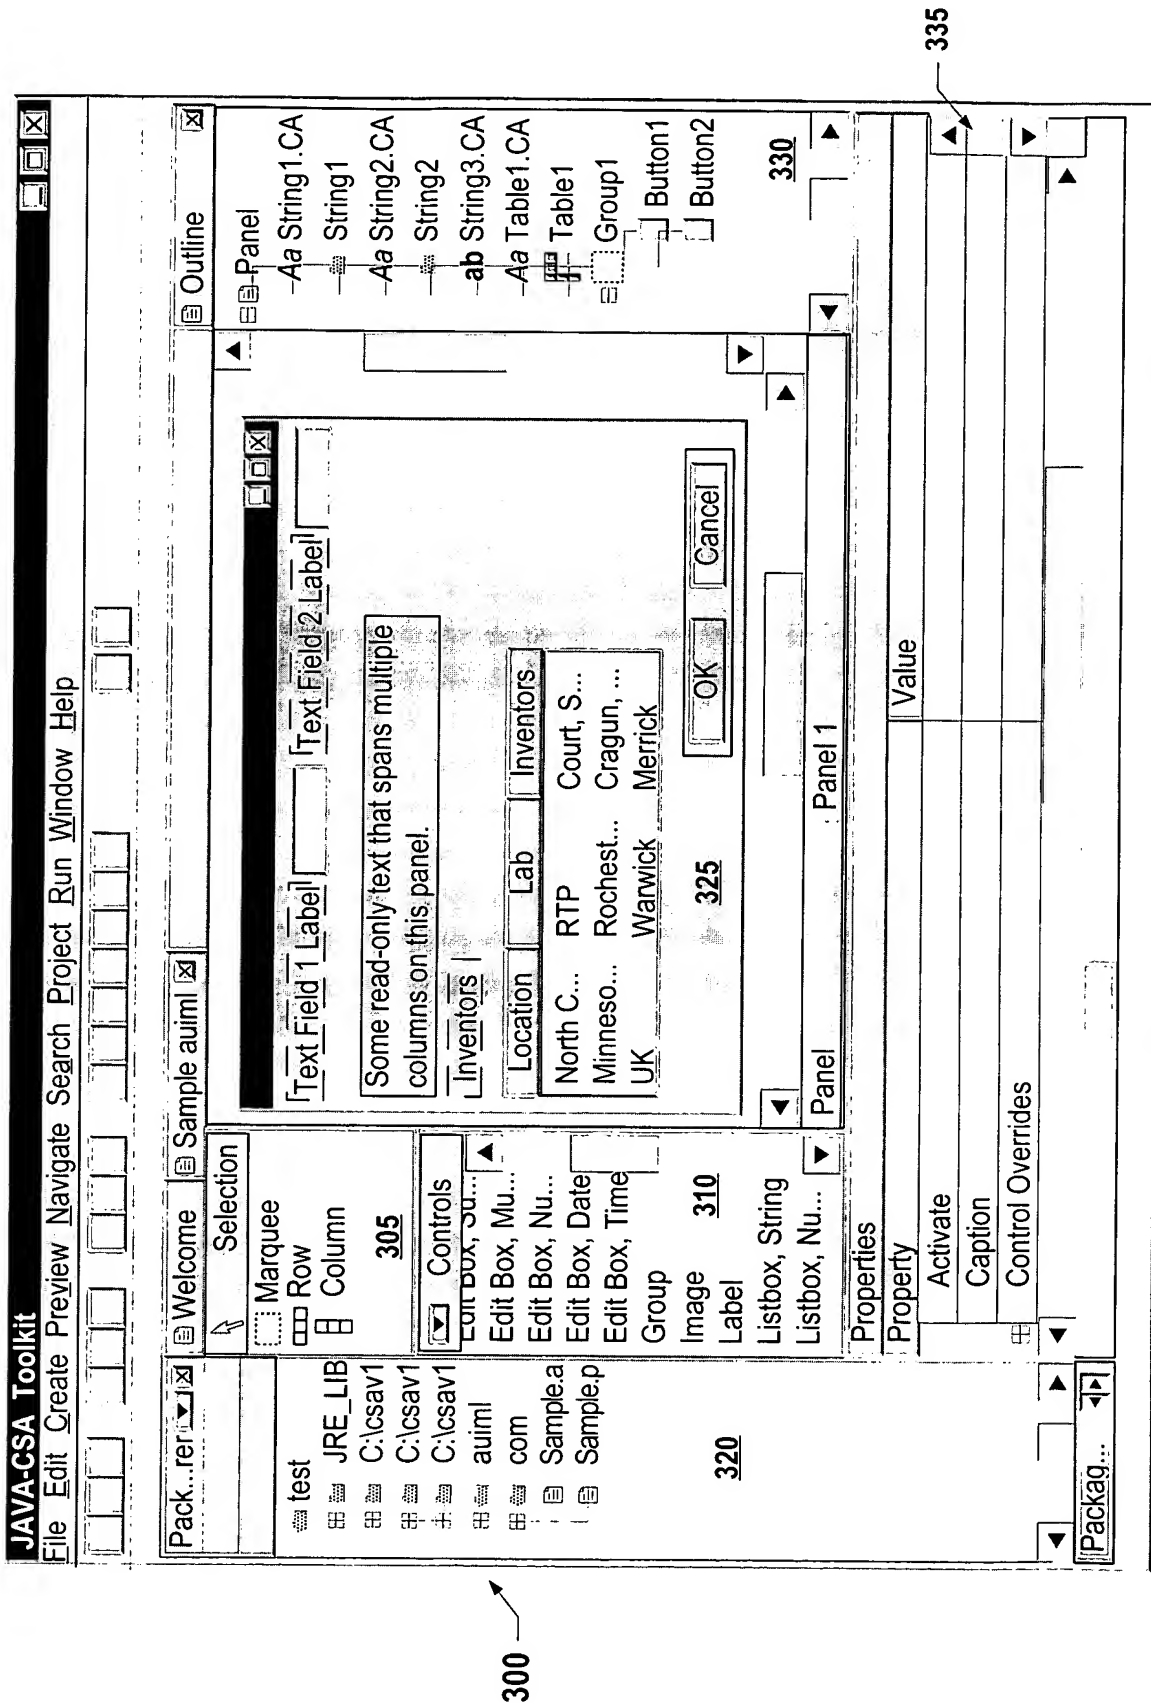 JAVA-CSA Toolkit
File Edit Create Preview Navigate Search Project Run Window Help
Pack...rer
test
JRE_LIB
C:\csav1
C:\csav1
C:\csav1
auiml
com
Sample.a
Sample.p
320
Packag...
Welcome
Sample auiml
Selection
Marquee
Row
Column
305
Controls
Edit Box, Su...
Edit Box, Mu...
Edit Box, Nu...
Edit Box, Date
Edit Box, Time
Group
Image
Label
Listbox, String
Listbox, Nu...
310
Text Field 1 Label
Text Field 2 Label
Some read-only text that spans multiple
columns on this panel.
Inventors
Location Lab Inventors
North C... RTP Court, S...
Minneso... Rochest... Cragun, ...
UK Warwick Merrick
325
OK Cancel
Panel Panel 1
Outline
Panel
Aa String1.CA
String1
Aa String2.CA
String2
ab String3.CA
Aa Table1.CA
Table1
Group1
Button1
Button2
330
Properties
Property Value
Activate
Caption
Control Overrides
335
300